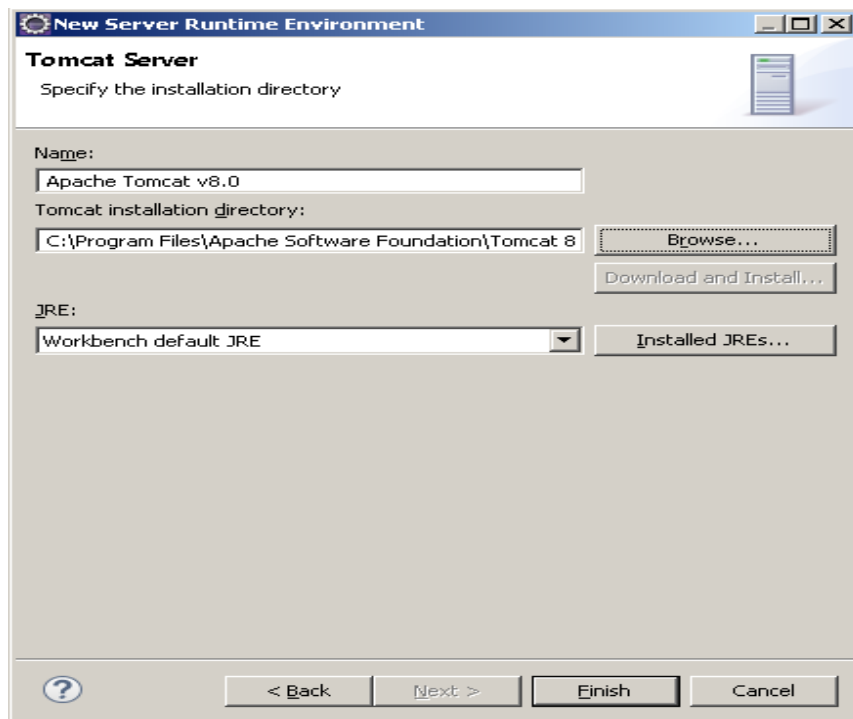 New Server Runtime Environment
Tomcat Server
Specify the installation directory
Name:
Apache Tomcat v8.0
Tomcat installation directory:
C:\Program Files\Apache Software Foundation\Tomcat 8
Browse...
Download and Install...
JRE:
Workbench default JRE
Installed JREs...
?
< Back
Next >
Finish
Cancel